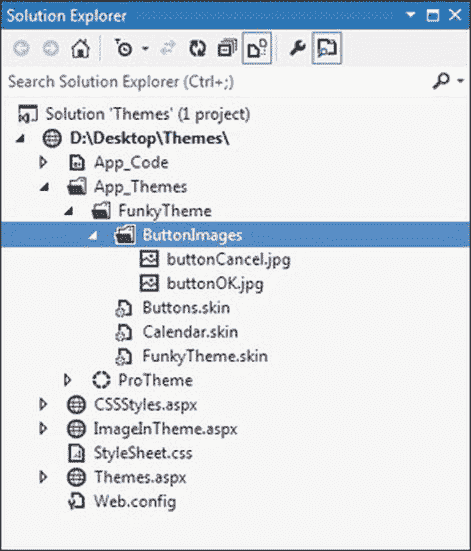 Solution Explorer
Search Solution Explorer (Ctrl+;)
Solution 'Themes' (1 project)
D:\Desktop\Themes\
App_Code
App_Themes
FunkyTheme
ButtonImages
buttonCancel.jpg
buttonOK.jpg
Buttons.skin
Calendar.skin
FunkyTheme.skin
ProTheme
CSSStyles.aspx
ImageInTheme.aspx
StyleSheet.css
Themes.aspx
Web.config